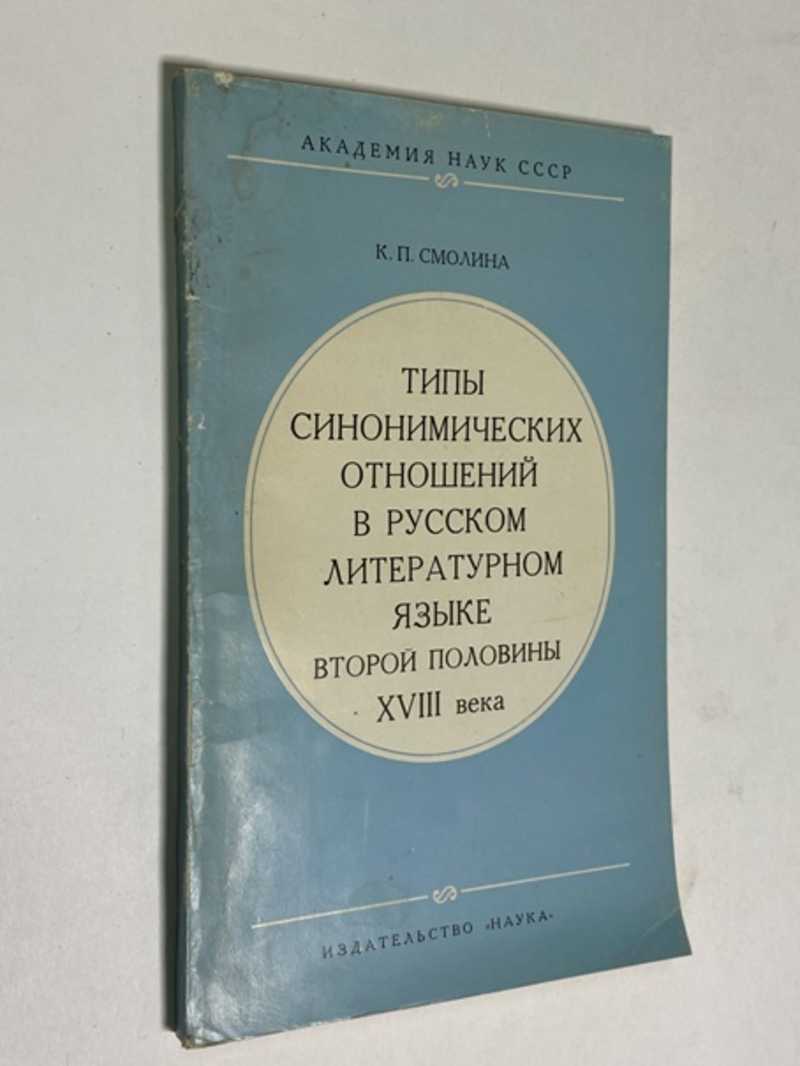 АКАДЕМИЯ НАУК СССР
К. П. СМОЛИНА
ТИПЫ
СИНОНИМИЧЕСКИХ
ОТНОШЕНИЙ
В РУССКОМ
ЛИТЕРАТУРНОМ
ЯЗЫКЕ
ВТОРОЙ ПОЛОВИНЫ
XVIII века
ИЗДАТЕЛЬСТВО «НАУКА»